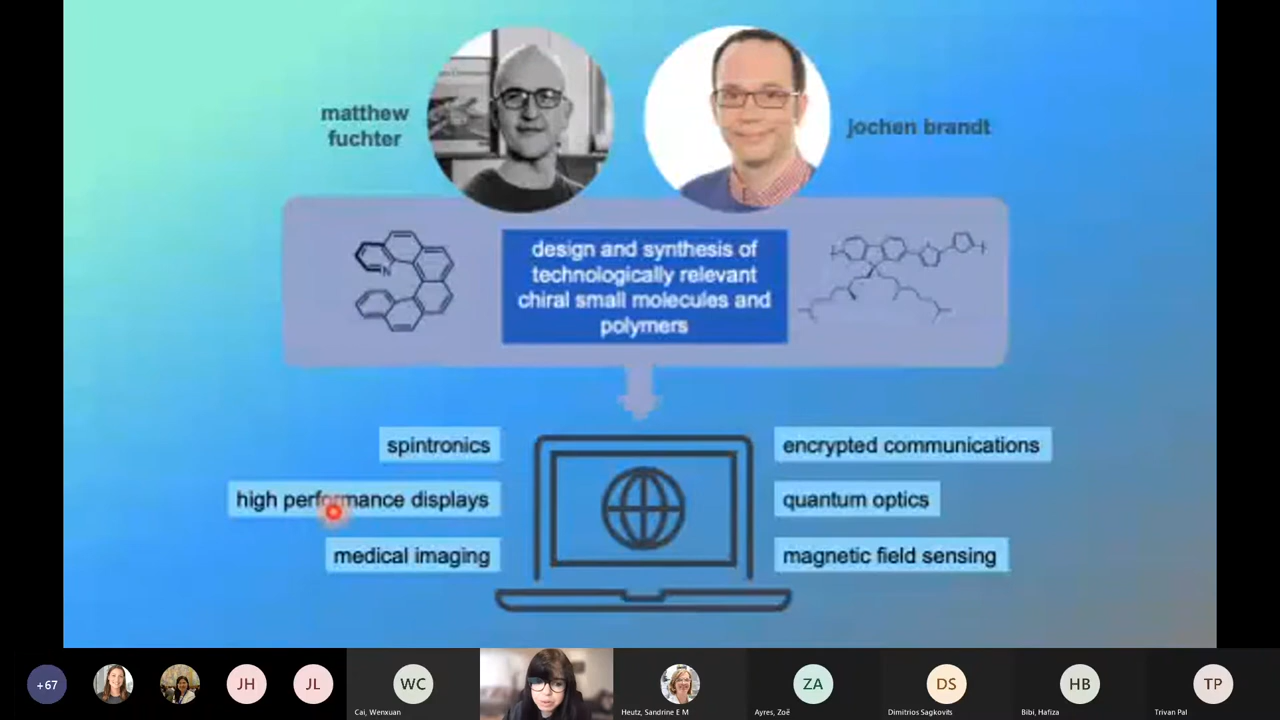 matthew
fuchter
jochen brandt
N
design and synthesis of
technologically relevant
chiral small molecules and
polymers
spintronics
high performance displays
medical imaging
encrypted communications
quantum optics
magnetic field sensing
+67
JH
JL
WC
Cai, Wenxuan
Heutz, Sandrine E M
ZA
Ayres, Zoë
DS
Dimitrios Sagkovits
HB
Bibi, Hafiza
TP
Trivan Pal